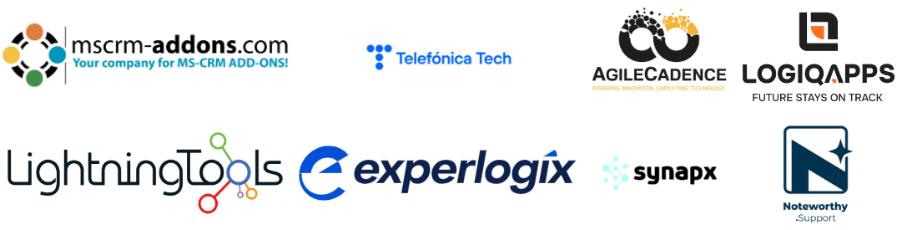 mscrm-addons.com
Your company for MS-CRM ADD-ONS!
Telefónica Tech
AGILECADENCE
POWERING INNOVATION, SIMPLIFYING TECHNOLOGY
LOGIQAPPS
FUTURE STAYS ON TRACK
LightningTools
experlogix
synapx
Noteworthy
.Support